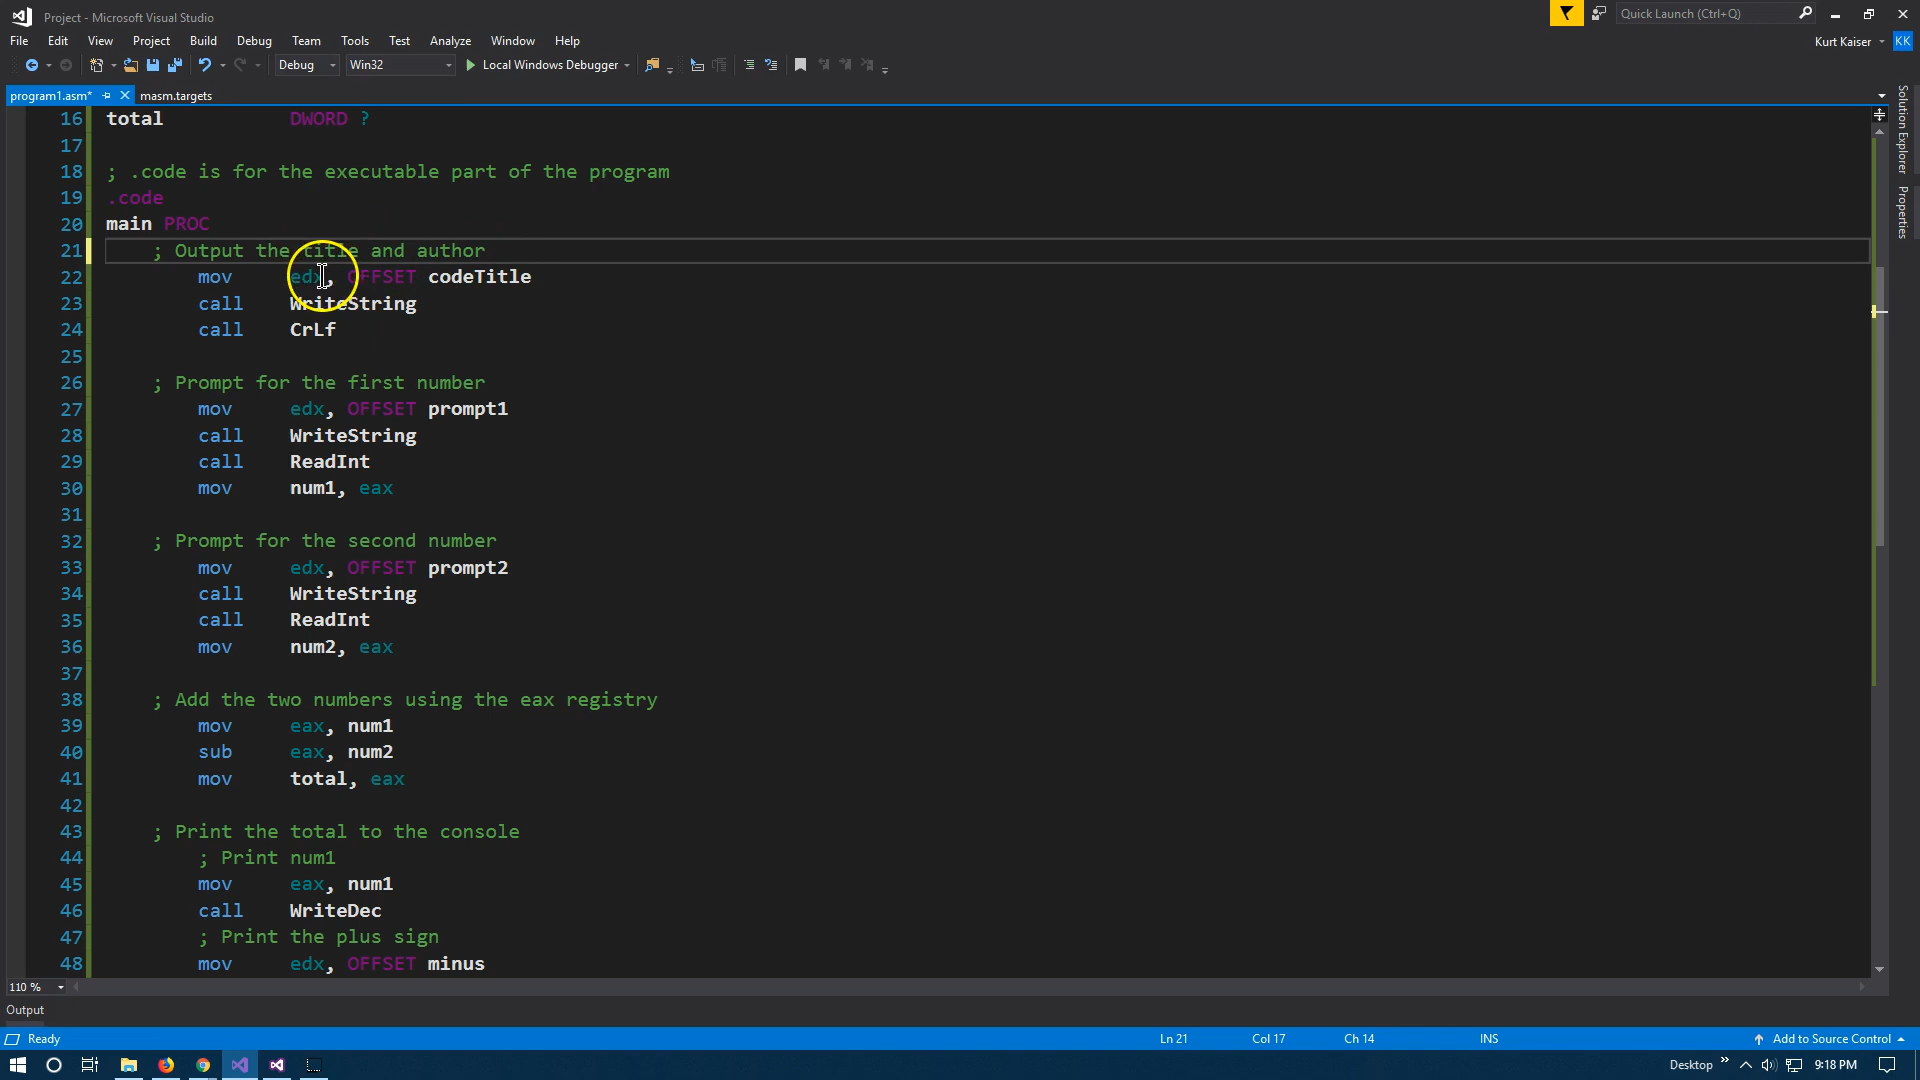 Project - Microsoft Visual Studio
Quick Launch (Ctrl+Q)
File Edit View Project Build Debug Team Tools Test Analyze Window Help
Kurt Kaiser KK
Debug Win32 Local Windows Debugger
program1.asm* masm.targets
16 total DWORD ?
17
18 ; .code is for the executable part of the program
19 .code
20 main PROC
21 ; Output the title and author
22 mov edx, OFFSET codeTitle
23 call WriteString
24 call CrLf
25
26 ; Prompt for the first number
27 mov edx, OFFSET prompt1
28 call WriteString
29 call ReadInt
30 mov num1, eax
31
32 ; Prompt for the second number
33 mov edx, OFFSET prompt2
34 call WriteString
35 call ReadInt
36 mov num2, eax
37
38 ; Add the two numbers using the eax registry
39 mov eax, num1
40 sub eax, num2
41 mov total, eax
42
43 ; Print the total to the console
44 ; Print num1
45 mov eax, num1
46 call WriteDec
47 ; Print the plus sign
48 mov edx, OFFSET minus
Solution Explorer
Properties
110 %
Output
Ready Ln 21 Col 17 Ch 14 INS Add to Source Control
Desktop 9:18 PM